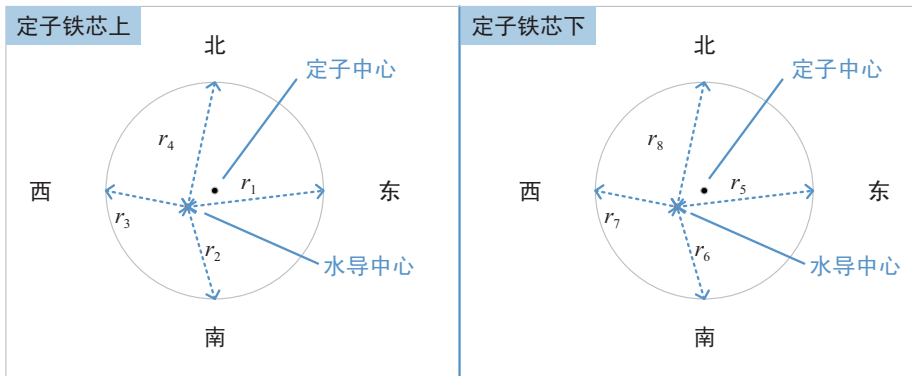 定子铁芯上
北
定子中心
r4
r1
西
东
r3
r2
水导中心
南
定子铁芯下
北
定子中心
r8
r5
西
东
r7
r6
水导中心
南